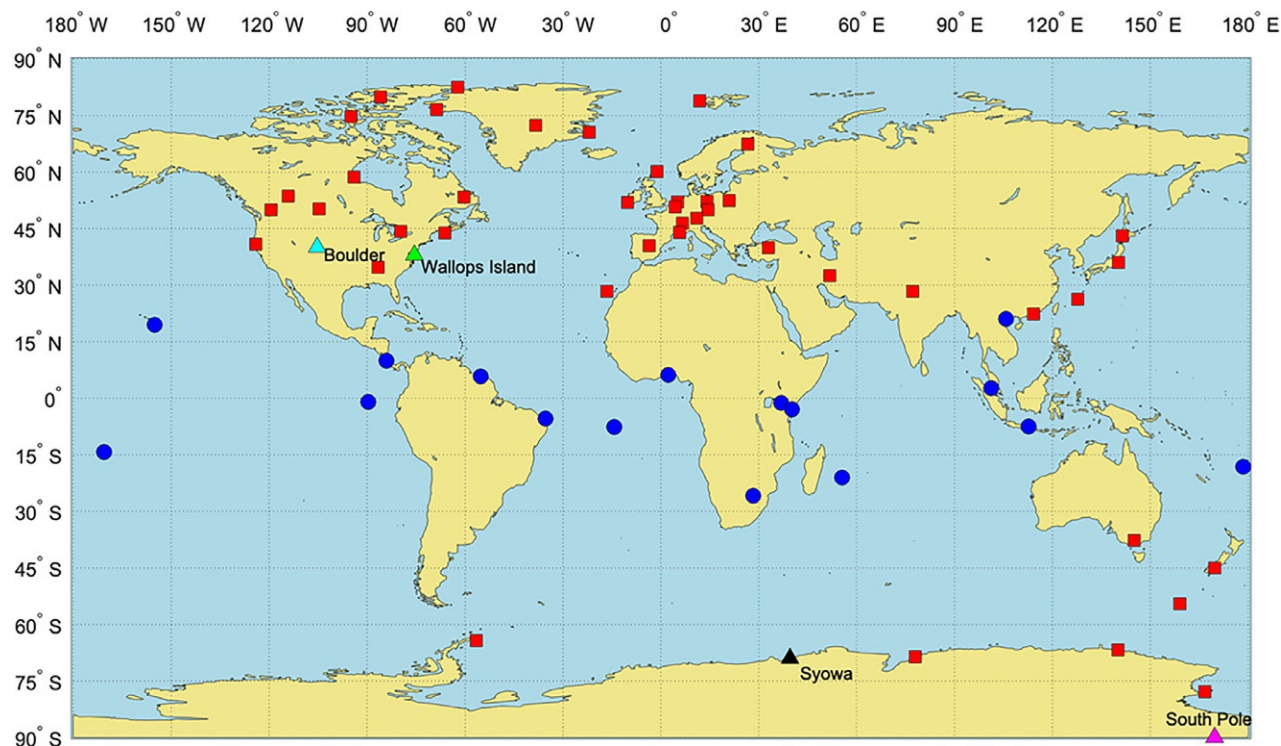 180° W 150° W 120° W 90° W 60° W 30° W 0° 30° E 60° E 90° E 120° E 150° E 180° E
90° N
75° N
60° N
45° N
Boulder
Wallops Island
30° N
15° N
0°
15° S
30° S
45° S
60° S
Syowa
75° S
South Pole
90° S